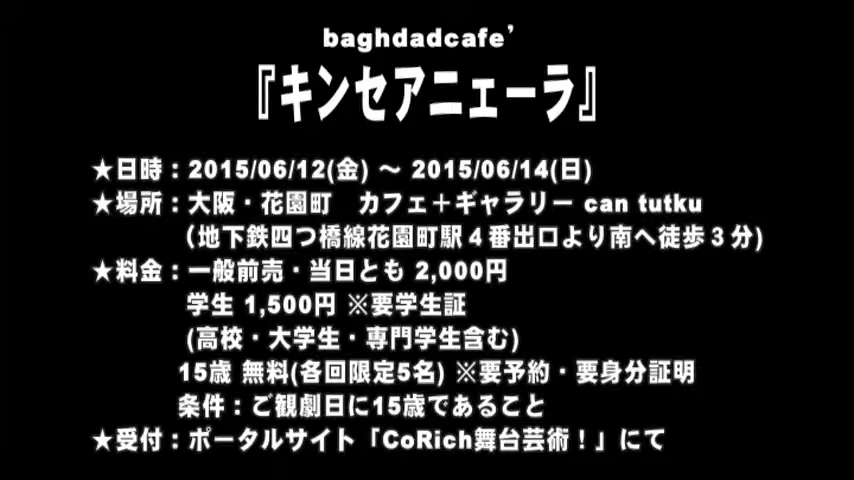 baghdadcafe’
『キンセアニェーラ』
★日時：2015/06/12(金) ～ 2015/06/14(日)
★場所：大阪・花園町　カフェ＋ギャラリー can tutku
（地下鉄四つ橋線花園町駅４番出口より南へ徒歩３分)
★料金：一般前売・当日とも 2,000円
学生 1,500円 ※要学生証
(高校・大学生・専門学生含む)
15歳 無料(各回限定5名) ※要予約・要身分証明
条件：ご観劇日に15歳であること
★受付：ポータルサイト「CoRich舞台芸術！」にて